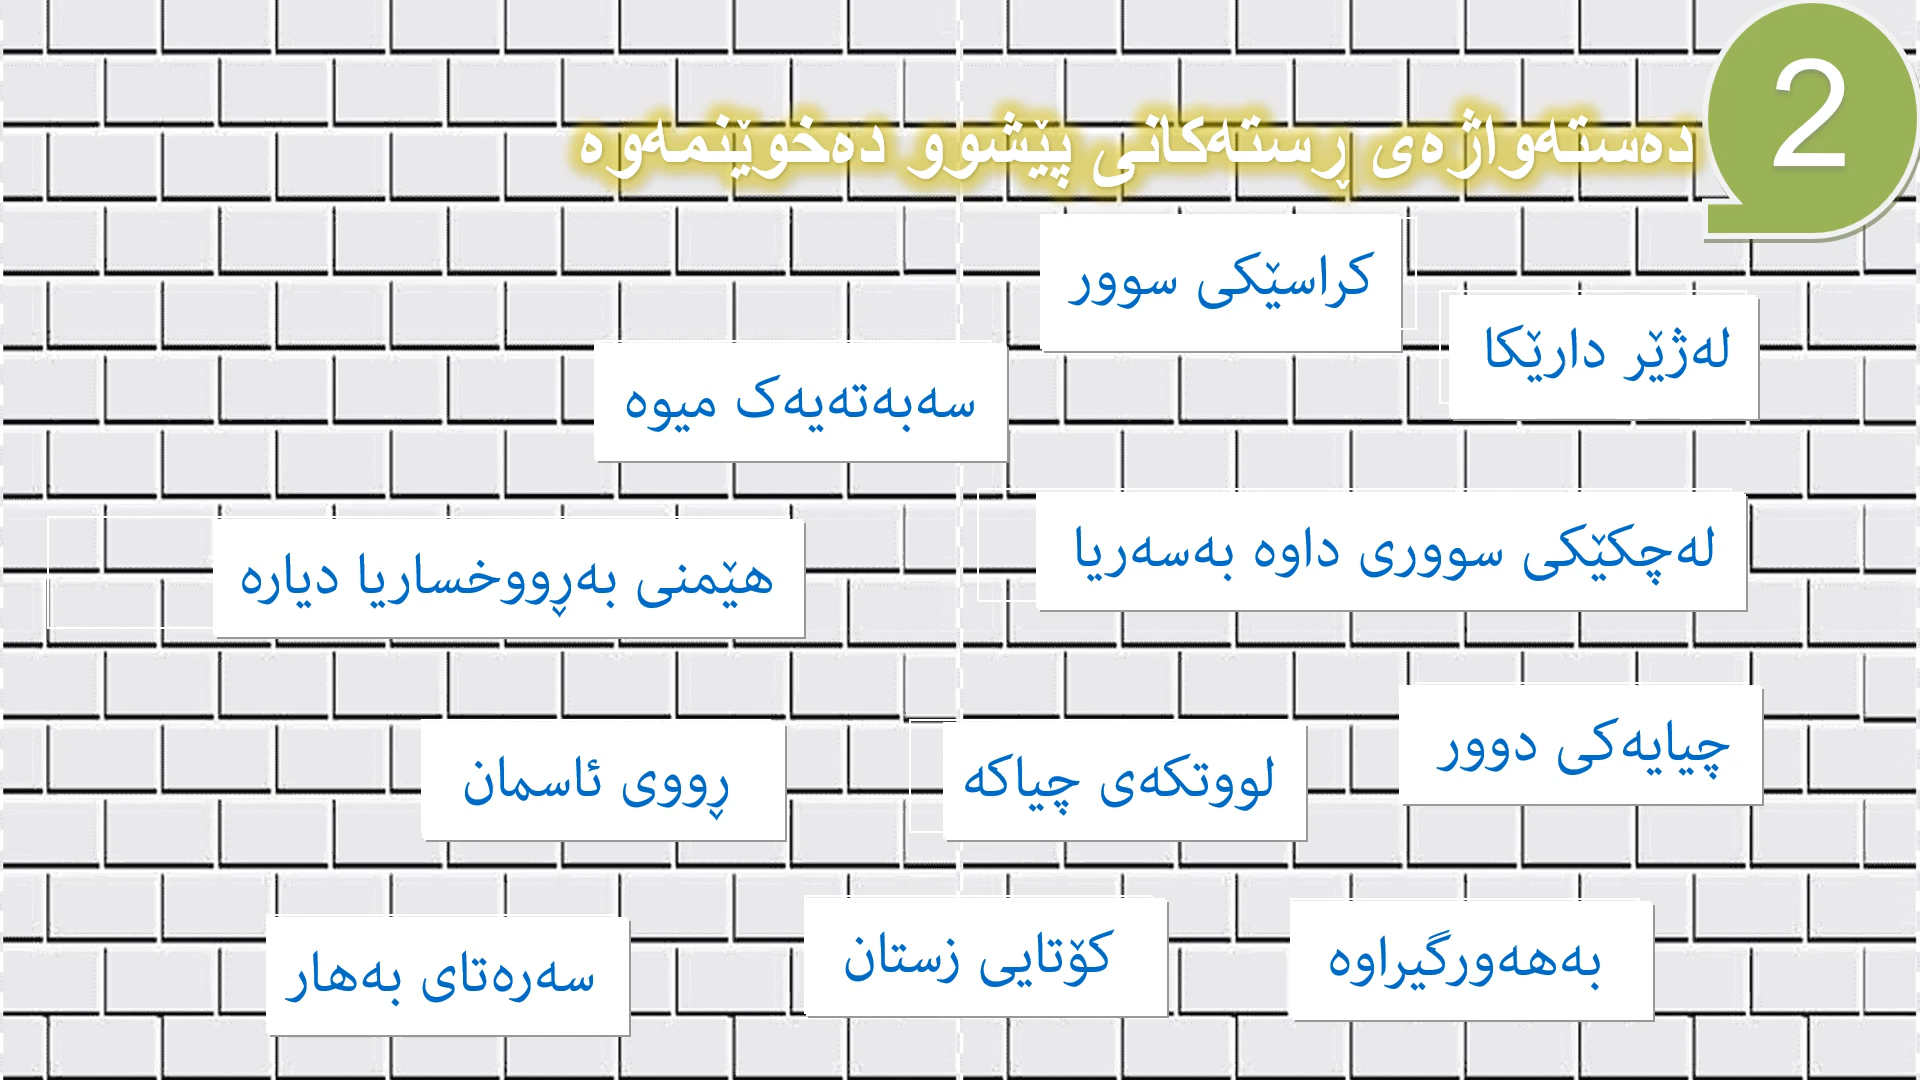 2
دەستەواژەی ڕستەکانی پێشوو دەخوێنمەوە
کراسێکی سوور
لەژێر دارێکا
سەبەتەیەک میوە
لەچکێکی سووری داوە بەسەریا
هێمنی بەڕووخساریا دیارە
چیایەکی دوور
لووتکەی چیاکە
ڕووی ئاسمان
بەهەورگیراوە
کۆتایی زستان
سەرەتای بەهار